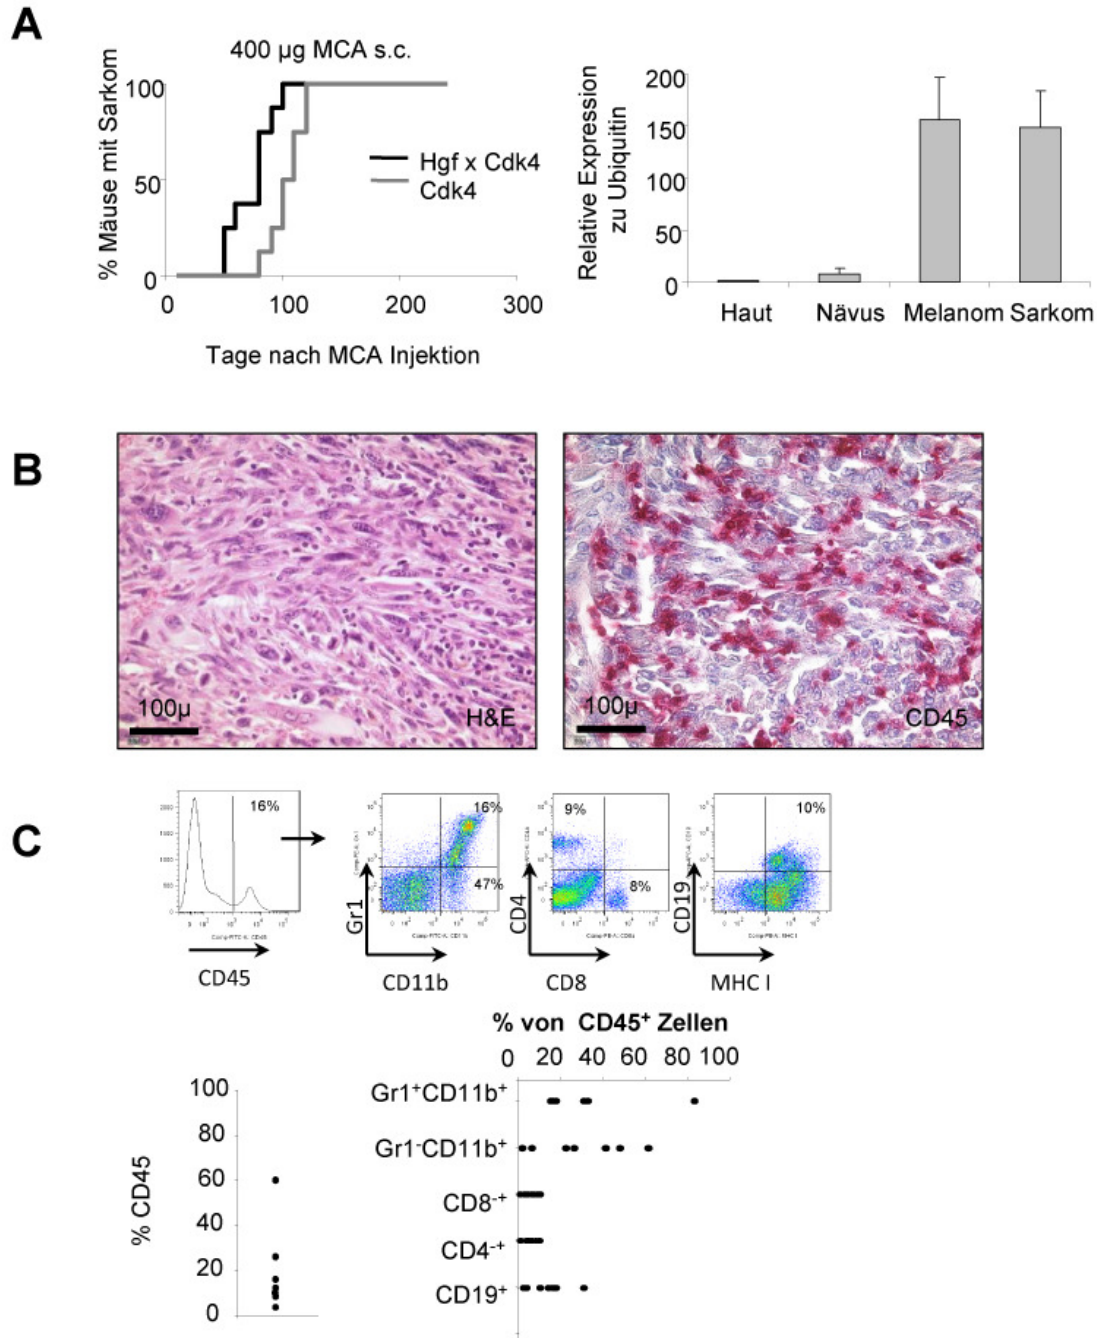 A
400 µg MCA s.c.
% Mäuse mit Sarkom
100
50
0
0 100 200 300
Hgf x Cdk4
Cdk4
Tage nach MCA Injektion
Relative Expression
zu Ubiquitin
200
150
100
50
0
Haut Nävus Melanom Sarkom
B
100µ
H&E
100µ
CD45
C
16%
CD45
16%
47%
Gr1
CD11b
9%
8%
CD4
CD8
10%
CD19
MHC I
% CD45
100
80
60
40
20
0
% von CD45⁺ Zellen
0 20 40 60 80 100
Gr1⁺CD11b⁺
Gr1⁻CD11b⁺
CD8⁻⁺
CD4⁻⁺
CD19⁺